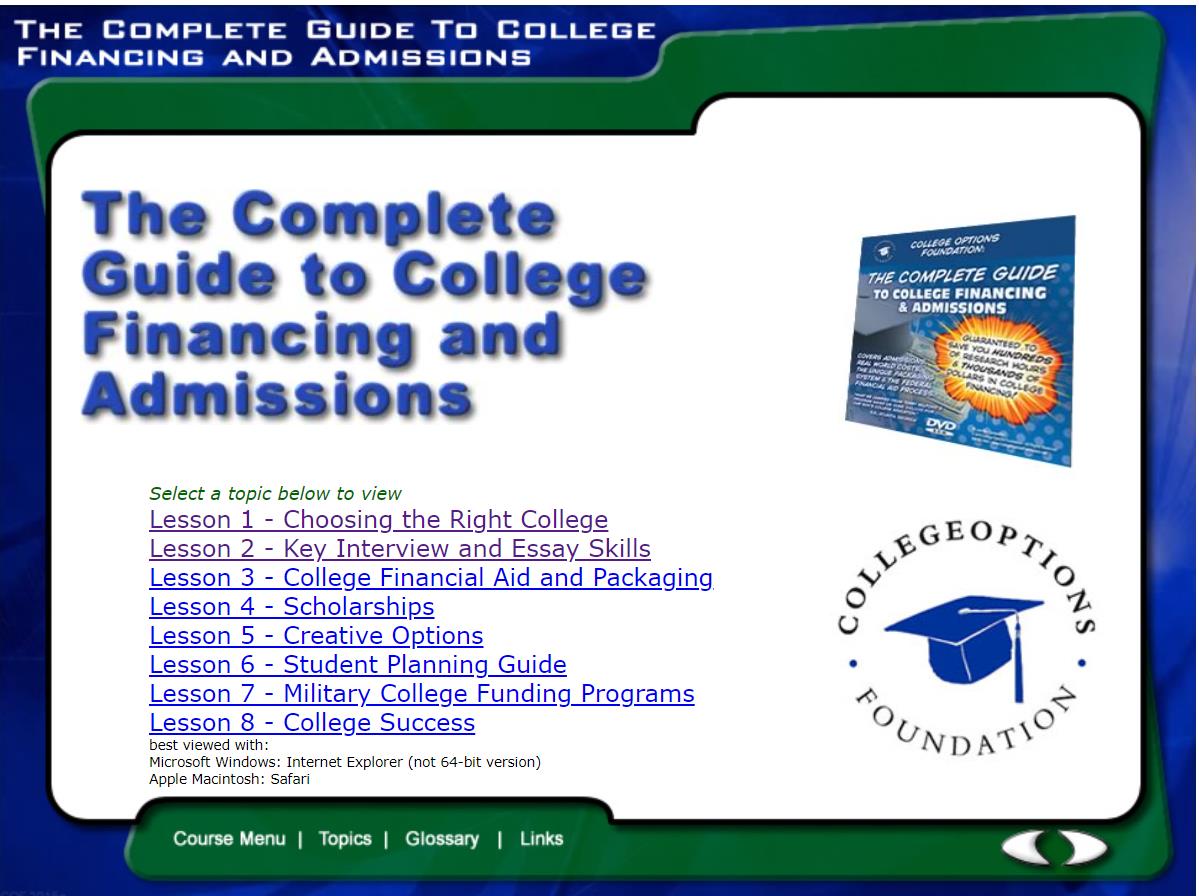 THE COMPLETE GUIDE TO COLLEGE
FINANCING AND ADMISSIONS
The Complete
Guide to College
Financing and
Admissions
COLLEGE OPTIONS
FOUNDATION:
THE COMPLETE GUIDE
TO COLLEGE FINANCING
& ADMISSIONS
GUARANTEED TO
SAVE YOU HUNDREDS
OF RESEARCH HOURS
& THOUSANDS OF
DOLLARS IN COLLEGE
FINANCING!
COVERS ADMISSIONS,
REAL WORLD COSTS,
THE UNIQUE PACKAGING
SYSTEM & THE FEDERAL
FINANCIAL AID PROCESS
DVD
Select a topic below to view
Lesson 1 - Choosing the Right College
Lesson 2 - Key Interview and Essay Skills
Lesson 3 - College Financial Aid and Packaging
Lesson 4 - Scholarships
Lesson 5 - Creative Options
Lesson 6 - Student Planning Guide
Lesson 7 - Military College Funding Programs
Lesson 8 - College Success
best viewed with:
Microsoft Windows: Internet Explorer (not 64-bit version)
Apple Macintosh: Safari
COLLEGEOPTIONS
• FOUNDATION •
Course Menu | Topics | Glossary | Links